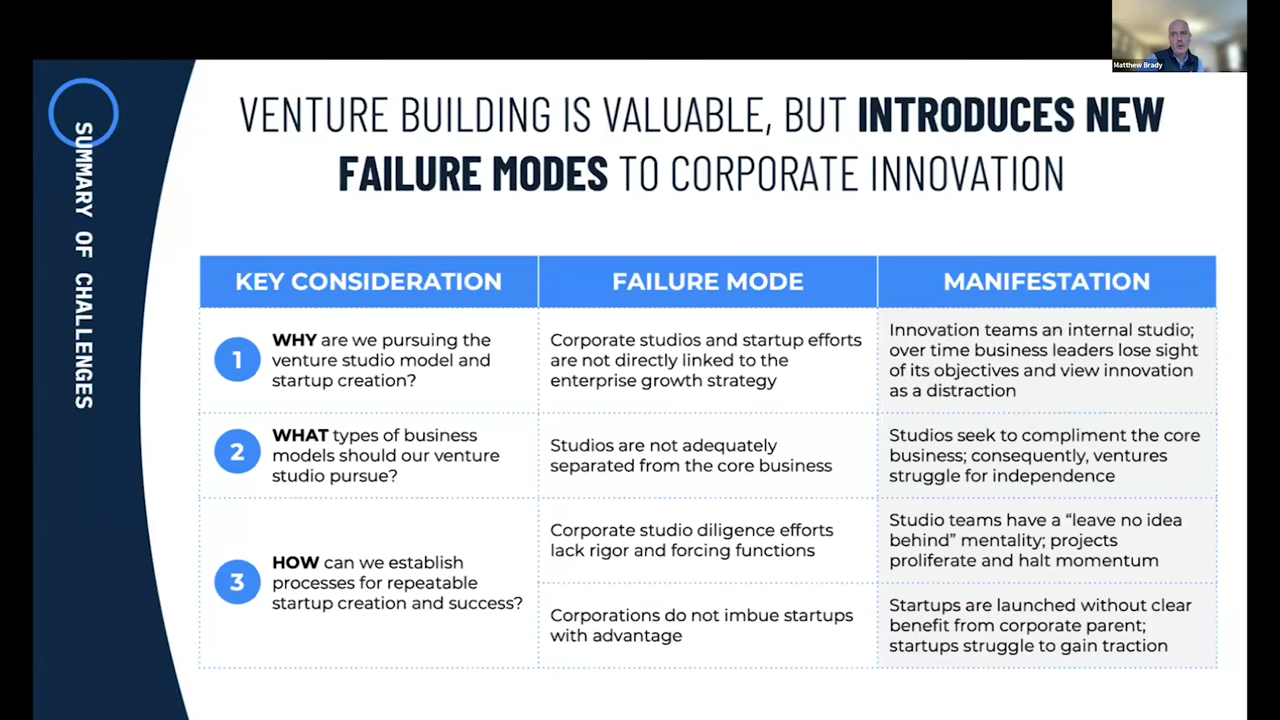 Matthew Brady
SUMMARY OF CHALLENGES
VENTURE BUILDING IS VALUABLE, BUT INTRODUCES NEW
FAILURE MODES TO CORPORATE INNOVATION
KEY CONSIDERATION
FAILURE MODE
MANIFESTATION
1
WHY are we pursuing the
venture studio model and
startup creation?
Corporate studios and startup efforts
are not directly linked to the
enterprise growth strategy
Innovation teams an internal studio;
over time business leaders lose sight
of its objectives and view innovation
as a distraction
2
WHAT types of business
models should our venture
studio pursue?
Studios are not adequately
separated from the core business
Studios seek to compliment the core
business; consequently, ventures
struggle for independence
3
HOW can we establish
processes for repeatable
startup creation and success?
Corporate studio diligence efforts
lack rigor and forcing functions
Studio teams have a “leave no idea
behind” mentality; projects
proliferate and halt momentum
Corporations do not imbue startups
with advantage
Startups are launched without clear
benefit from corporate parent;
startups struggle to gain traction